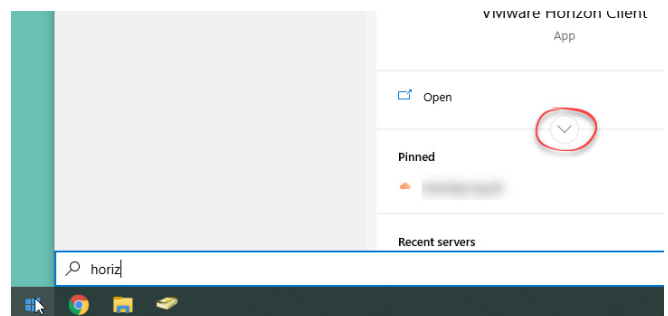 VMware Horizon Client
App
Open
Pinned
Recent servers
horiz